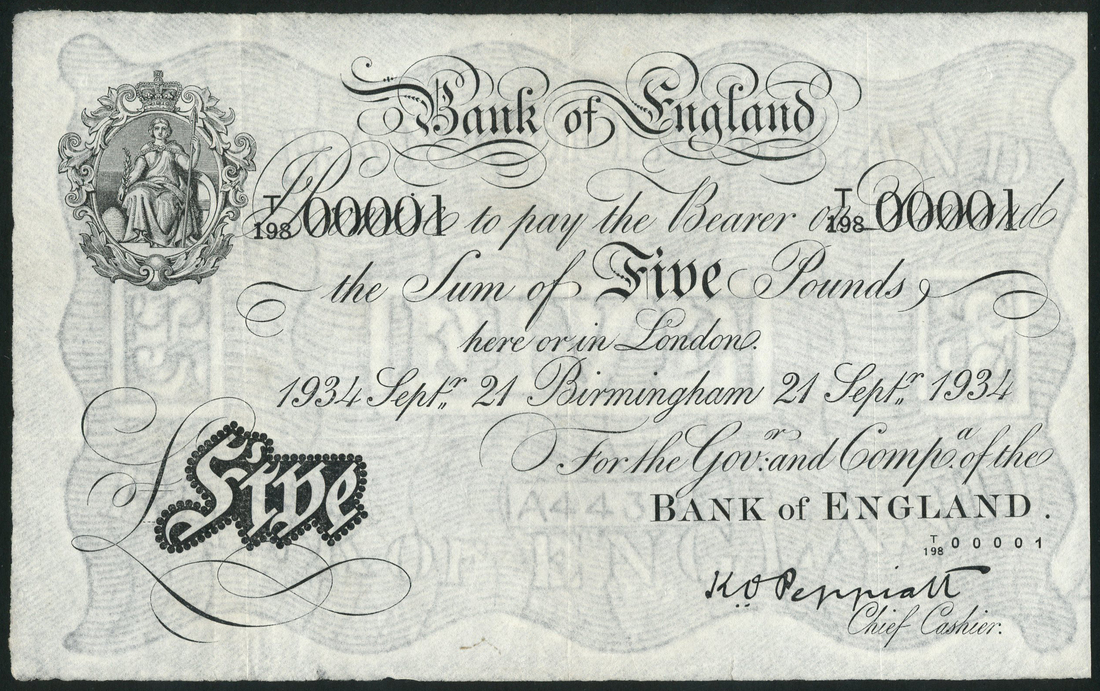 Bank of England
I Promise to pay the Bearer on Demand
T/198 00001 T/198 00001
the Sum of Five Pounds,
here or in London.
1934 Septr 21 Birmingham 21 Septr 1934
For the Govr: and Compa. of the
BANK of ENGLAND.
T/198 00001
Five
K.O. Peppiatt
Chief Cashier.